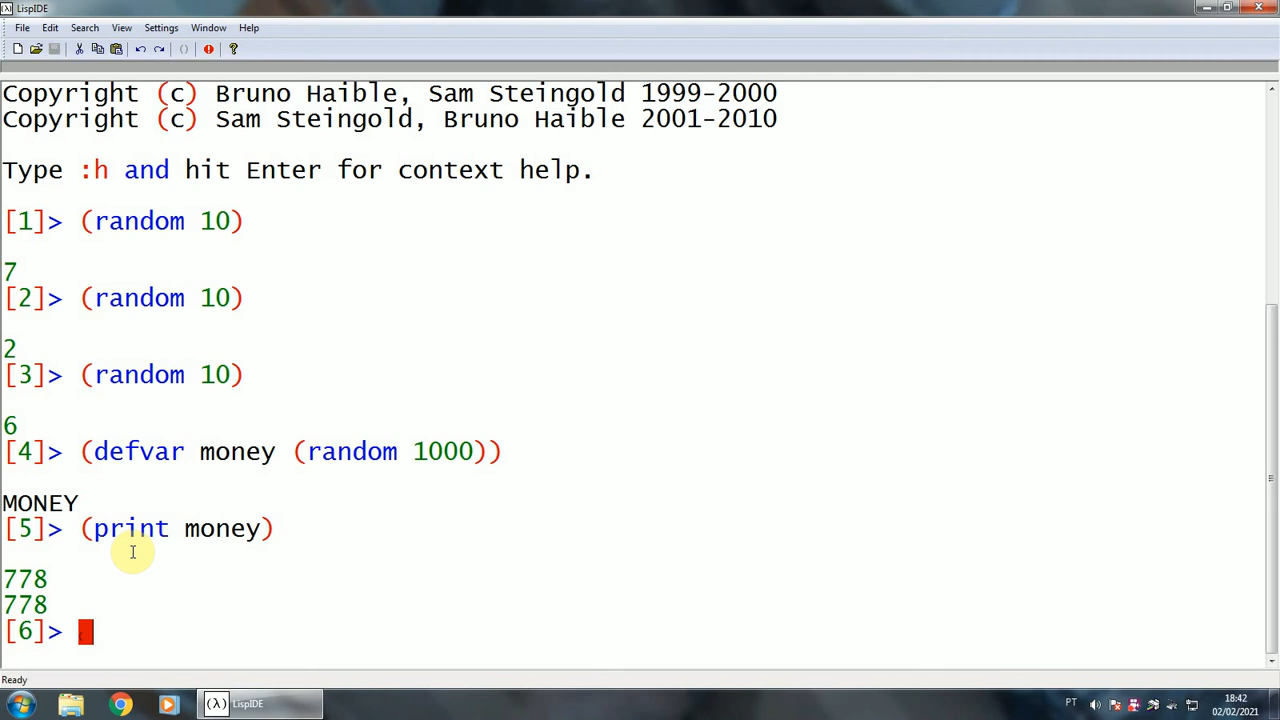 LispIDE
File Edit Search View Settings Window Help
Copyright (c) Bruno Haible, Sam Steingold 1999-2000
Copyright (c) Sam Steingold, Bruno Haible 2001-2010
Type :h and hit Enter for context help.
[1]> (random 10)
7
[2]> (random 10)
2
[3]> (random 10)
6
[4]> (defvar money (random 1000))
MONEY
[5]> (print money)
778
778
[6]>
Ready
(λ) LispIDE
PT
18:42
02/02/2021